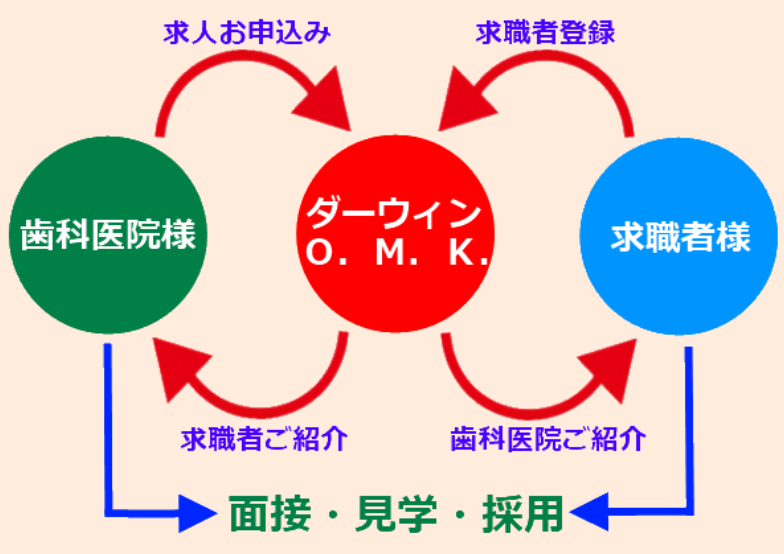 求人お申込み
求職者登録
歯科医院様
ダーウィン
O．M．K．
求職者様
求職者ご紹介
歯科医院ご紹介
面接・見学・採用